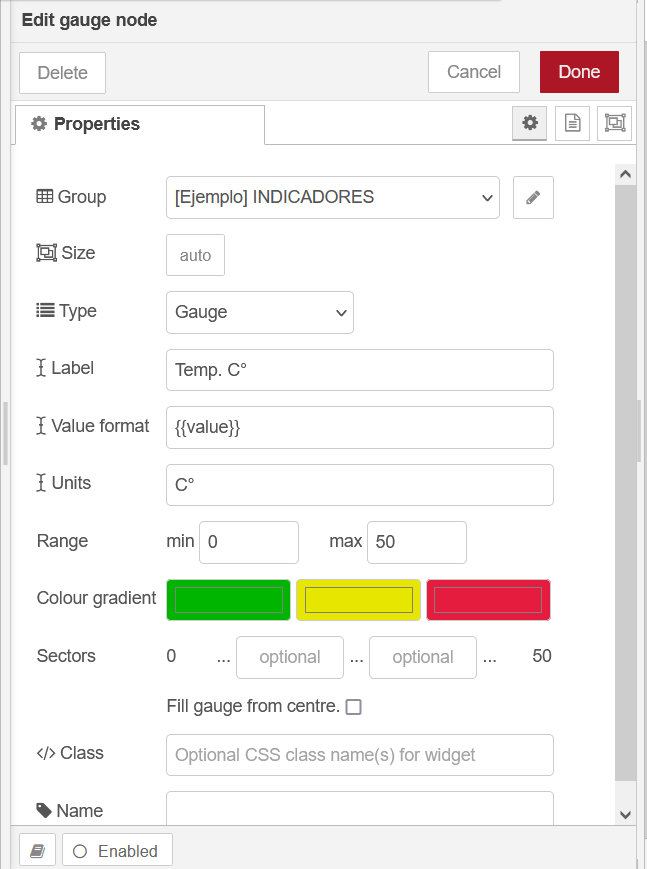 Edit gauge node
Delete Cancel Done
Properties
Group [Ejemplo] INDICADORES
Size auto
Type Gauge
Label Temp. C°
Value format {{value}}
Units C°
Range min 0 max 50
Colour gradient
Sectors 0 ... optional ... optional ... 50
Fill gauge from centre.
</> Class Optional CSS class name(s) for widget
Name
Enabled